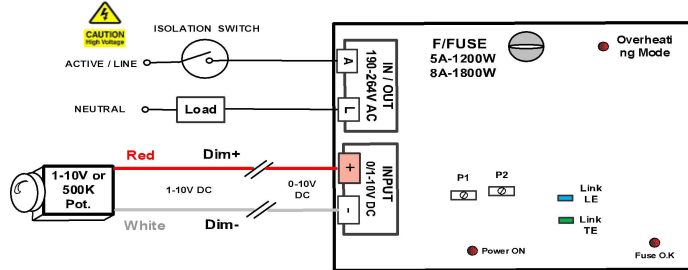 CAUTION
High Voltage
ISOLATION SWITCH
ACTIVE / LINE
NEUTRAL
Load
A
L
IN / OUT
190-264V AC
F/FUSE
5A-1200W
8A-1800W
Overheati
ng Mode
1-10V or
500K
Pot.
Red
Dim+
1-10V DC
0-10V
DC
White
Dim-
+
-
INPUT
0/1-10V DC
P1
P2
Link
LE
Link
TE
Power ON
Fuse O.K